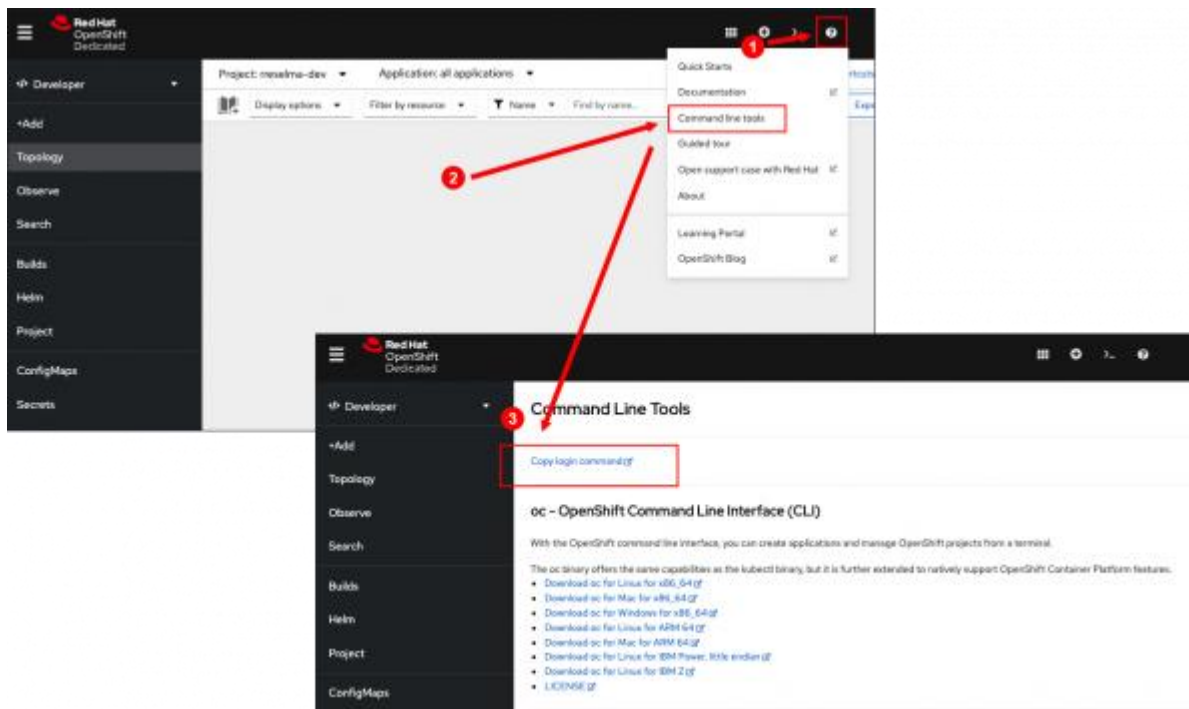 Red Hat
OpenShift
Dedicated
1
Developer
Project: meselma-dev
Application: all applications
Quick Starts
Display options
Filter by resource
Name
Find by name...
Documentation
+Add
Command line tools
Topology
Guided tour
2
Open support case with Red Hat
Observe
About
Search
Learning Portal
Builds
OpenShift Blog
Helm
Project
ConfigMaps
Secrets
Red Hat
OpenShift
Dedicated
Developer
3
Command Line Tools
+Add
Copy login command
Topology
Observe
oc - OpenShift Command Line Interface (CLI)
Search
With the OpenShift command line interface, you can create applications and manage OpenShift projects from a terminal.
The oc binary offers the same capabilities as the kubectl binary, but it is further extended to natively support OpenShift Container Platform features.
Builds
Download oc for Linux for x86_64
Download oc for Mac for x86_64
Helm
Download oc for Windows for x86_64
Download oc for Linux for ARM 64
Download oc for Mac for ARM 64
Project
Download oc for Linux for IBM Power, little endian
Download oc for Linux for IBM Z
LICENSE
ConfigMaps